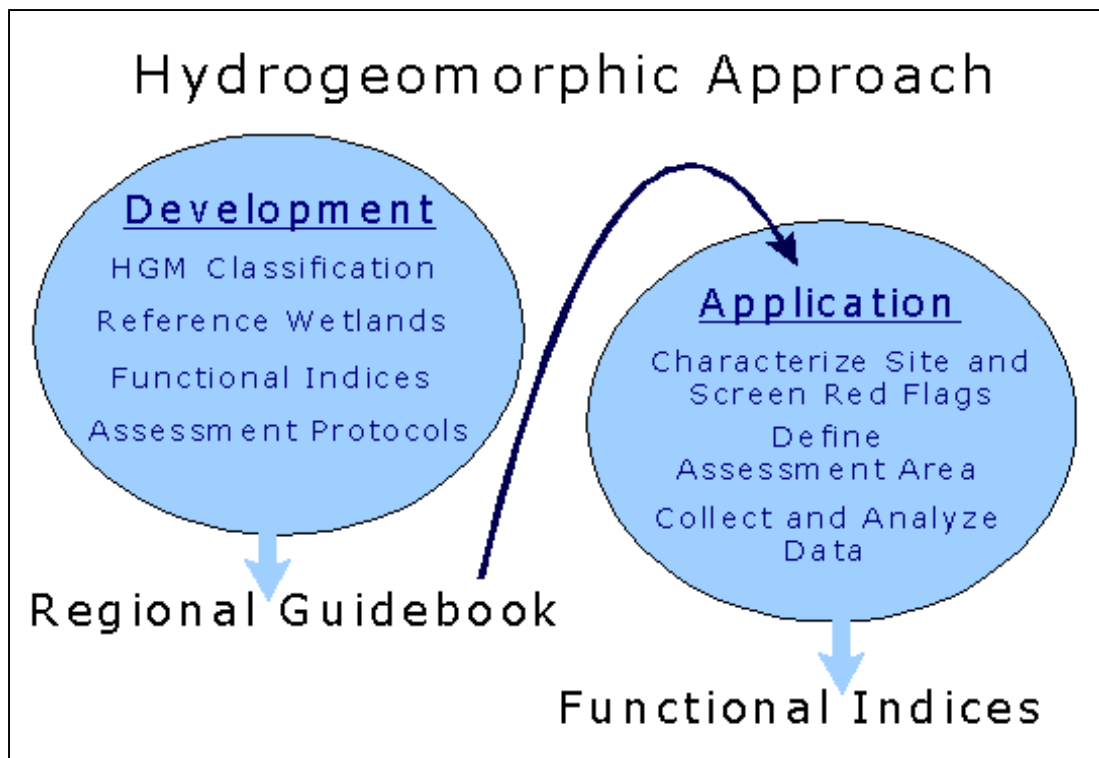 Hydrogeomorphic Approach
Development
HGM Classification
Reference Wetlands
Functional Indices
Assessment Protocols
Regional Guidebook
Application
Characterize Site and
Screen Red Flags
Define
Assessment Area
Collect and Analyze
Data
Functional Indices